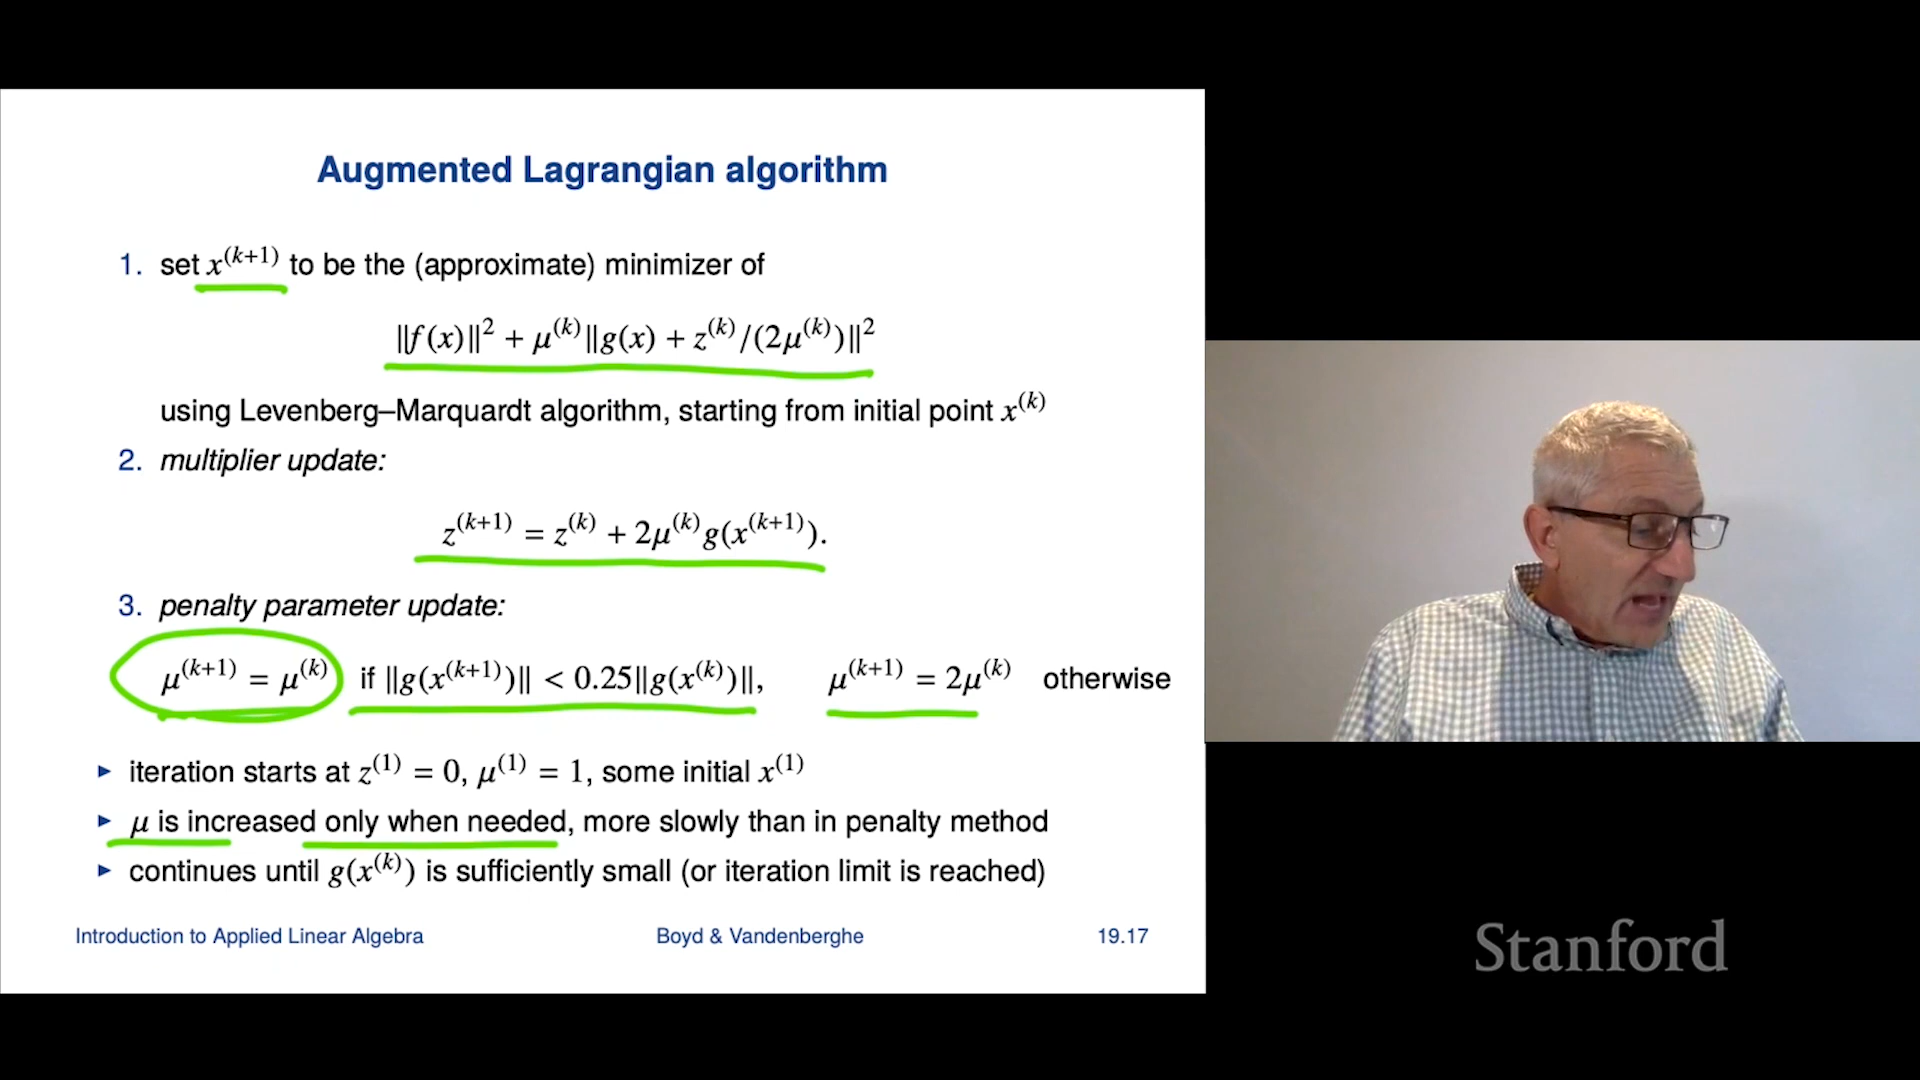 Augmented Lagrangian algorithm
1. set x^(k+1) to be the (approximate) minimizer of
‖f(x)‖² + μ^(k)‖g(x) + z^(k)/(2μ^(k))‖²
using Levenberg–Marquardt algorithm, starting from initial point x^(k)
2. multiplier update:
z^(k+1) = z^(k) + 2μ^(k)g(x^(k+1)).
3. penalty parameter update:
μ^(k+1) = μ^(k) if ‖g(x^(k+1))‖ < 0.25‖g(x^(k))‖, μ^(k+1) = 2μ^(k) otherwise
▸ iteration starts at z^(1) = 0, μ^(1) = 1, some initial x^(1)
▸ μ is increased only when needed, more slowly than in penalty method
▸ continues until g(x^(k)) is sufficiently small (or iteration limit is reached)
Introduction to Applied Linear Algebra Boyd & Vandenberghe 19.17
Stanford